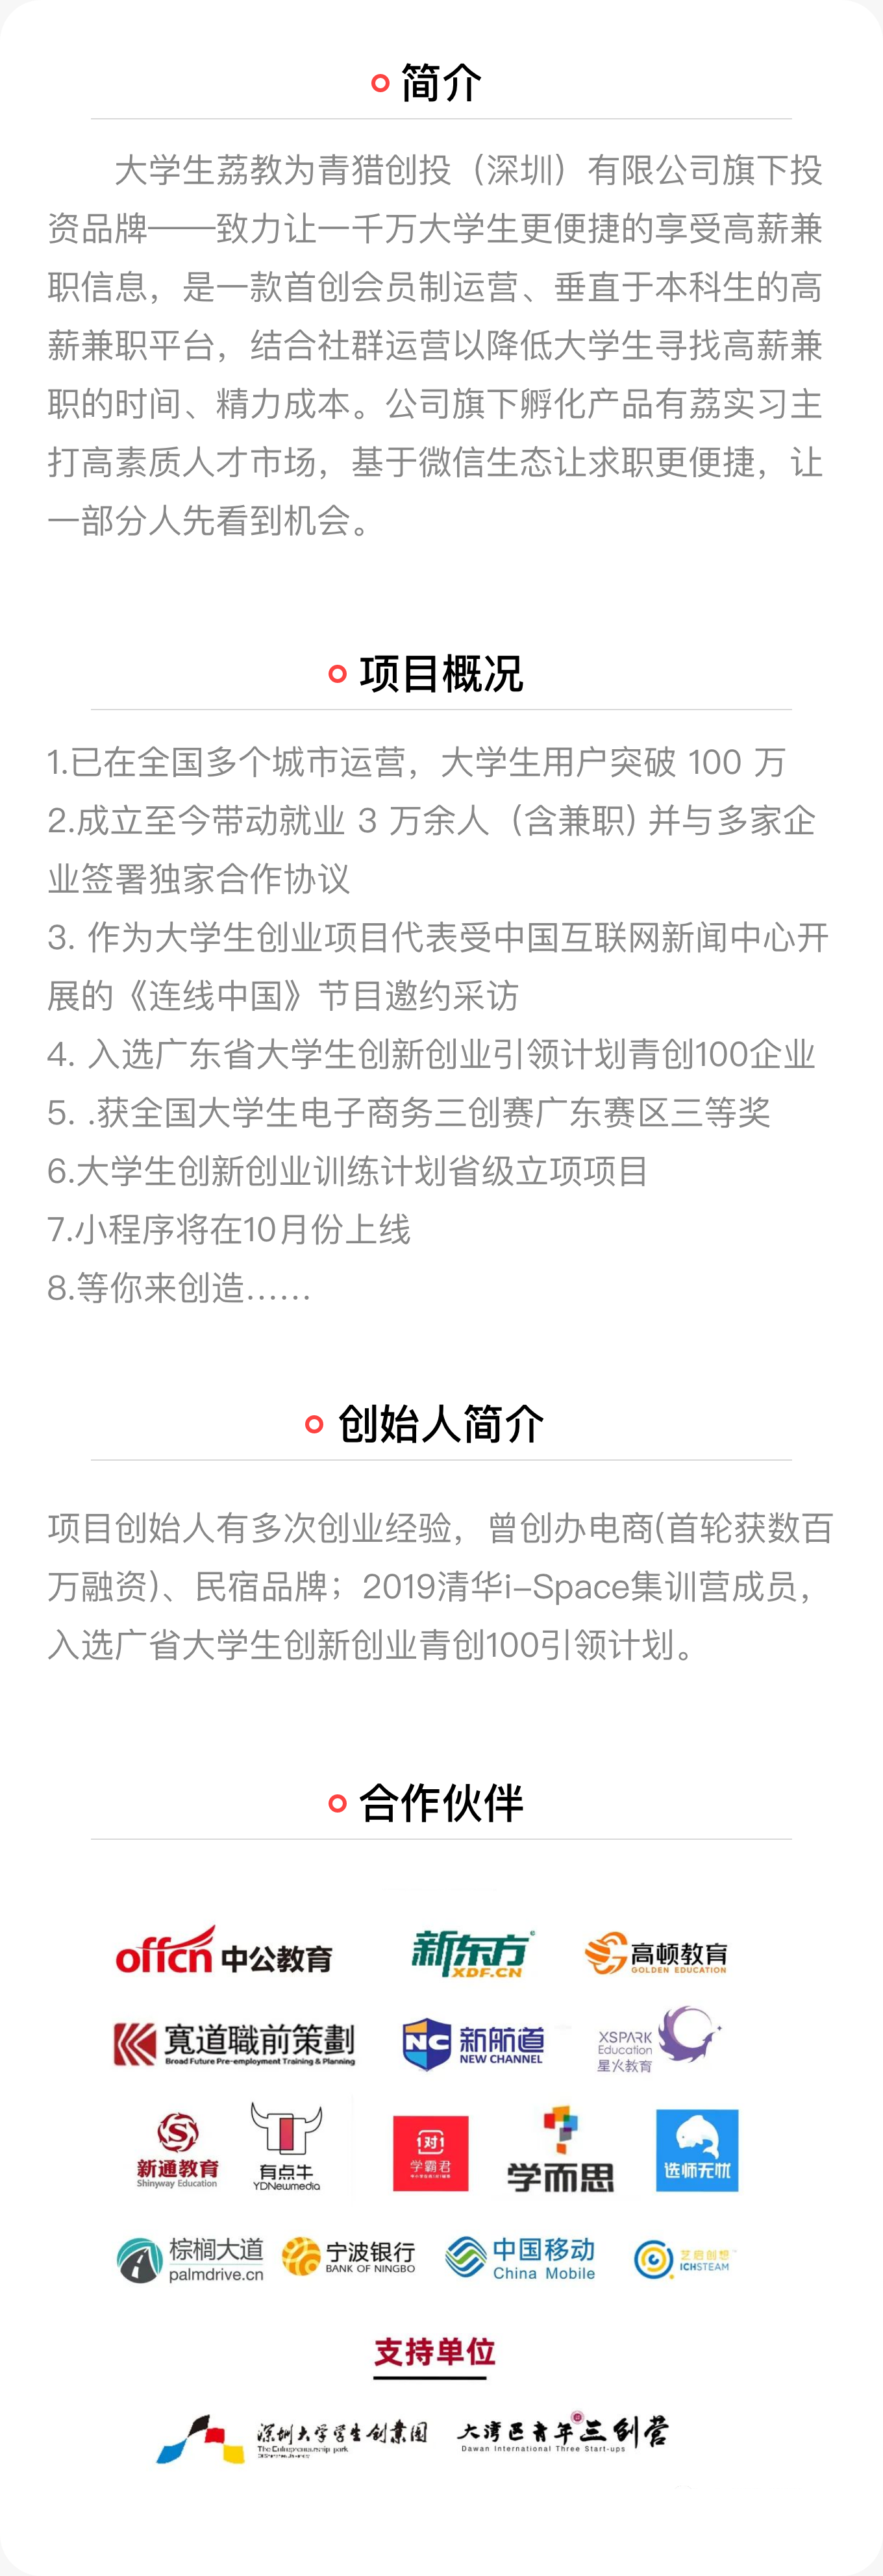 简介
大学生荔教为青猎创投（深圳）有限公司旗下投
资品牌——致力让一千万大学生更便捷的享受高薪兼
职信息，是一款首创会员制运营、垂直于本科生的高
薪兼职平台，结合社群运营以降低大学生寻找高薪兼
职的时间、精力成本。公司旗下孵化产品有荔实习主
打高素质人才市场，基于微信生态让求职更便捷，让
一部分人先看到机会。
项目概况
1.已在全国多个城市运营，大学生用户突破 100 万
2.成立至今带动就业 3 万余人（含兼职) 并与多家企
业签署独家合作协议
3. 作为大学生创业项目代表受中国互联网新闻中心开
展的《连线中国》节目邀约采访
4. 入选广东省大学生创新创业引领计划青创100企业
5. .获全国大学生电子商务三创赛广东赛区三等奖
6.大学生创新创业训练计划省级立项项目
7.小程序将在10月份上线
8.等你来创造……
创始人简介
项目创始人有多次创业经验，曾创办电商(首轮获数百
万融资)、民宿品牌；2019清华i-Space集训营成员，
入选广省大学生创新创业青创100引领计划。
合作伙伴
offcn 中公教育 新东方 XDF.CN 高顿教育 GOLDEN EDUCATION
寬道職前策劃 Broad Future Pre-employment Training & Planning NC 新航道 NEW CHANNEL XSPARK Education 星火教育
新通教育 Shinyway Education 有点牛 YDNewmedia 1对1 学霸君 学而思 选师无忧
棕榈大道 palmdrive.cn 宁波银行 BANK OF NINGBO 中国移动 China Mobile 艺启创想 ICHSTEAM
支持单位
深圳大学学生创業園 The Entrepreneurship park 大湾区青年三创营 Dawan International Three Start-ups